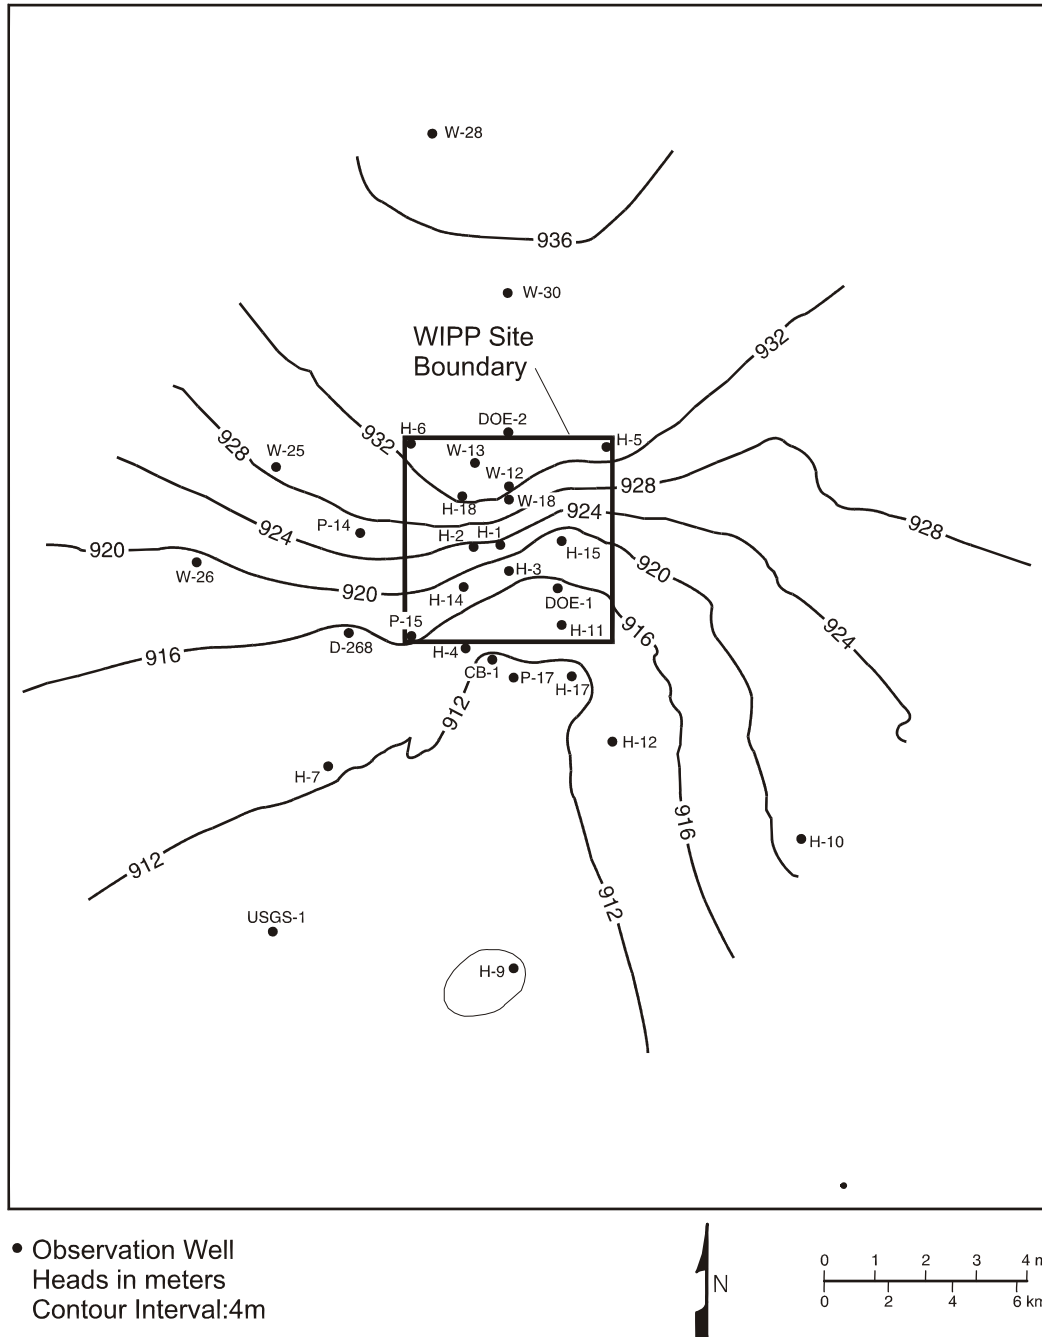 W-28
936
W-30
WIPP Site
Boundary
932
DOE-2
H-6
H-5
932
928
W-25
W-13
W-12
928
H-18
W-18
924
928
P-14
924
H-2
H-1
920
H-15
W-26
H-3
920
920
H-14
DOE-1
P-15
H-11
916
924
D-268
H-4
916
CB-1
P-17
H-17
912
H-12
H-7
916
H-10
912
912
USGS-1
H-9
Observation Well
Heads in meters
Contour Interval:4m
N
0 1 2 3 4 m
0 2 4 6 km